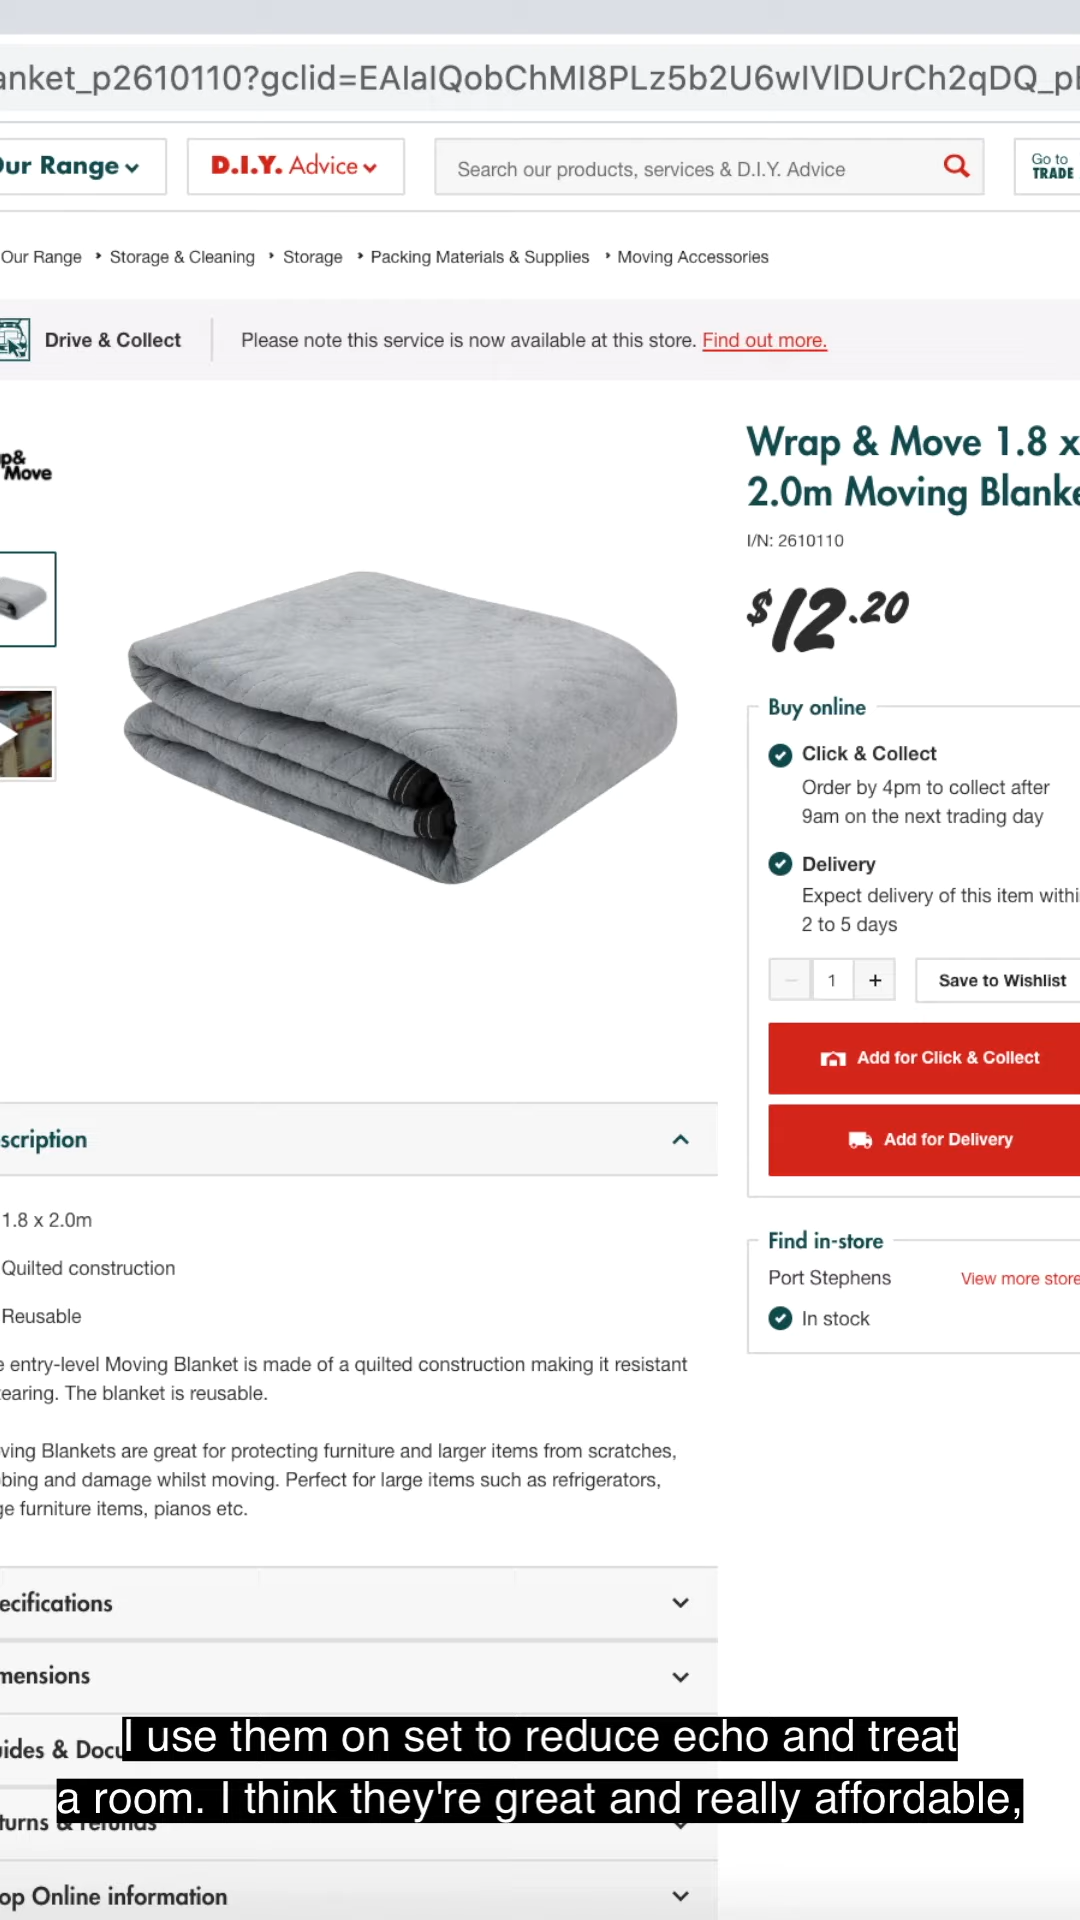 anket_p2610110?gclid=EAIaIQobChMI8PLz5b2U6wIVlDUrCh2qDQ_p
Our Range
D.I.Y. Advice
Search our products, services & D.I.Y. Advice
Go to
TRADE
Our Range
Storage & Cleaning
Storage
Packing Materials & Supplies
Moving Accessories
Drive & Collect
Please note this service is now available at this store. Find out more.
p&
Move
Wrap & Move 1.8 x
2.0m Moving Blanke
I/N: 2610110
$12.20
Buy online
Click & Collect
Order by 4pm to collect after
9am on the next trading day
Delivery
Expect delivery of this item withi
2 to 5 days
− 1 +
Save to Wishlist
Add for Click & Collect
Add for Delivery
scription
1.8 x 2.0m
Quilted construction
Reusable
e entry-level Moving Blanket is made of a quilted construction making it resistant
earing. The blanket is reusable.
ving Blankets are great for protecting furniture and larger items from scratches,
bing and damage whilst moving. Perfect for large items such as refrigerators,
ge furniture items, pianos etc.
Find in-store
Port Stephens
View more store
In stock
ecifications
mensions
ides & Docu
I use them on set to reduce echo and treat
a room. I think they're great and really affordable,
turns & refunds
op Online information